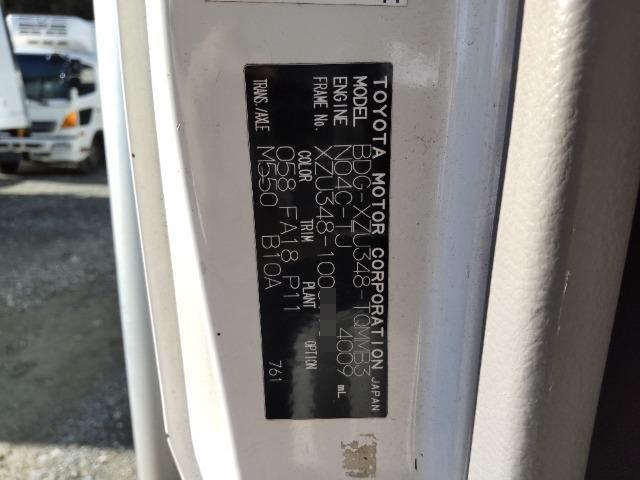 TOYOTA MOTOR CORPORATION JAPAN
MODEL BDG-XZU348-TQMMB3
ENGINE N04C-TJ 4009 mL
FRAME No. XZU348-100
COLOR TRIM PLANT OPTION
058 FA18 P11
TRANS./AXLE M550 B10A 761